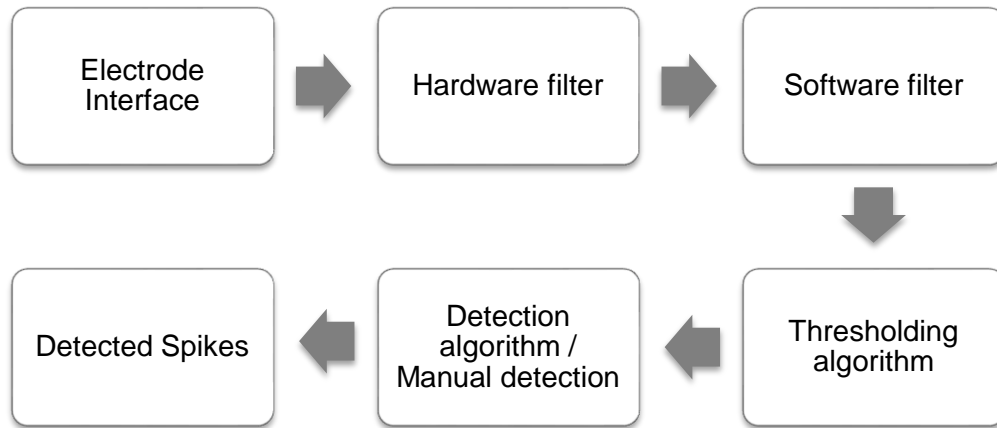 Electrode
Interface
Hardware filter
Software filter
Thresholding
algorithm
Detection
algorithm /
Manual detection
Detected Spikes